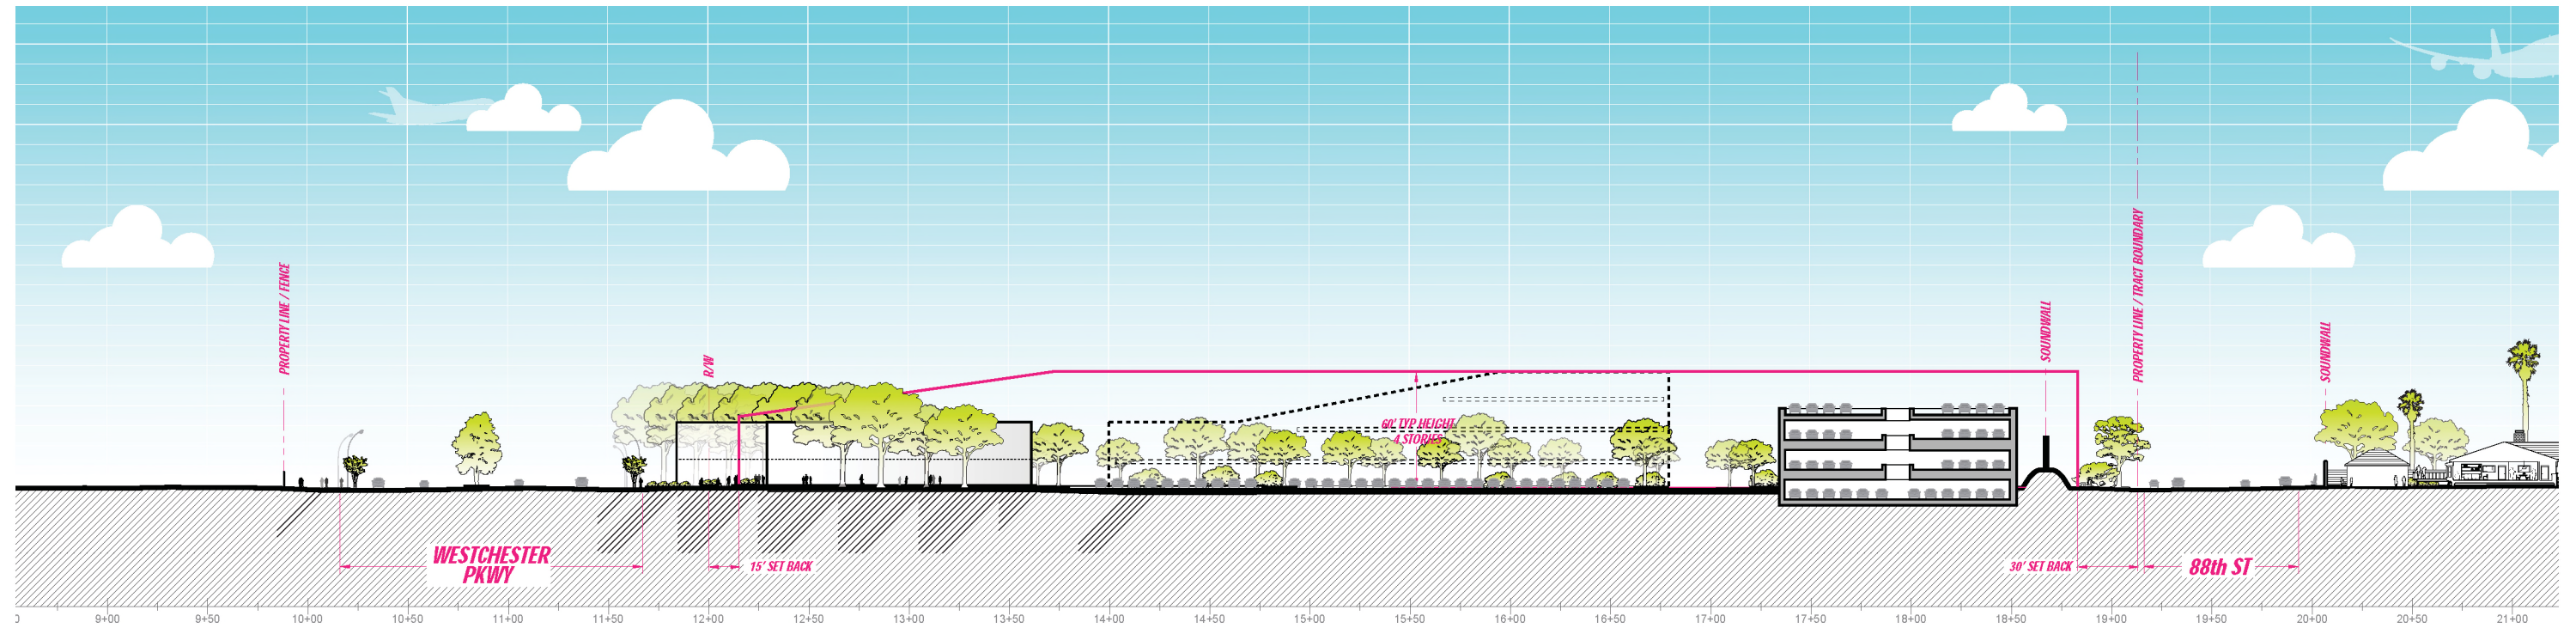 PROPERTY LINE / FENCE
R/W
60' TYP HEIGHT
4 STORIES
SOUNDWALL
PROPERTY LINE / TRACT BOUNDARY
SOUNDWALL
WESTCHESTER
PKWY
15' SET BACK
30' SET BACK
88th ST
0
9+00
9+50
10+00
10+50
11+00
11+50
12+00
12+50
13+00
13+50
14+00
14+50
15+00
15+50
16+00
16+50
17+00
17+50
18+00
18+50
19+00
19+50
20+00
20+50
21+00